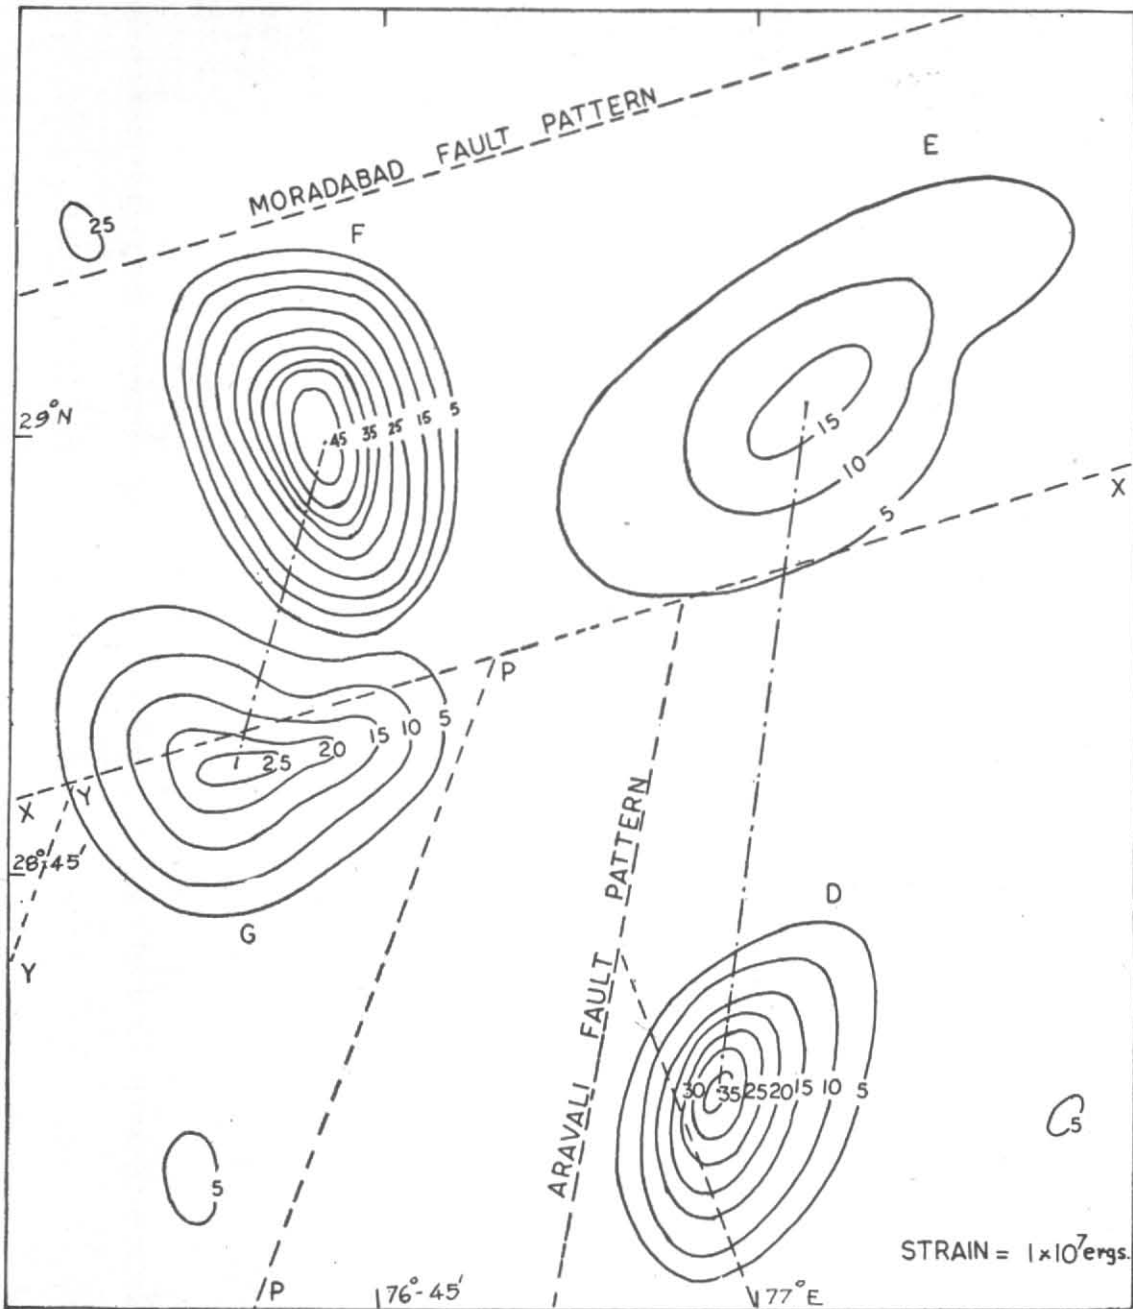 MORADABAD FAULT PATTERN
E
25
F
29°N
45 35 25 15 5
15
10
5
X
P
15 10 5
20
25
X Y
28°45'
G
Y
D
ARAVALI FAULT PATTERN
30 35 25 20 15 10 5
5
5
STRAIN = 1×10⁷ergs.
P
76°-45'
77°E